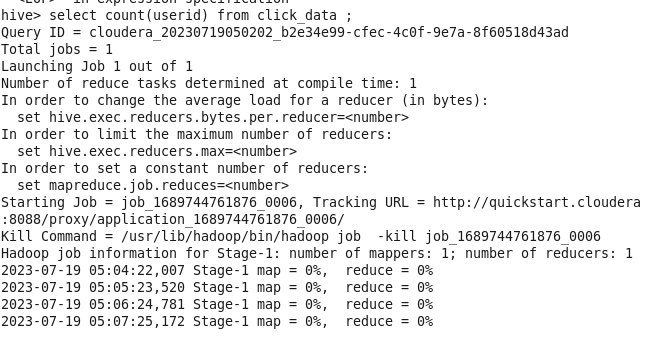 hive> select count(userid) from click_data ;
Query ID = cloudera_20230719050202_b2e34e99-cfec-4c0f-9e7a-8f60518d43ad
Total jobs = 1
Launching Job 1 out of 1
Number of reduce tasks determined at compile time: 1
In order to change the average load for a reducer (in bytes):
  set hive.exec.reducers.bytes.per.reducer=<number>
In order to limit the maximum number of reducers:
  set hive.exec.reducers.max=<number>
In order to set a constant number of reducers:
  set mapreduce.job.reduces=<number>
Starting Job = job_1689744761876_0006, Tracking URL = http://quickstart.cloudera
:8088/proxy/application_1689744761876_0006/
Kill Command = /usr/lib/hadoop/bin/hadoop job  -kill job_1689744761876_0006
Hadoop job information for Stage-1: number of mappers: 1; number of reducers: 1
2023-07-19 05:04:22,007 Stage-1 map = 0%,  reduce = 0%
2023-07-19 05:05:23,520 Stage-1 map = 0%,  reduce = 0%
2023-07-19 05:06:24,781 Stage-1 map = 0%,  reduce = 0%
2023-07-19 05:07:25,172 Stage-1 map = 0%,  reduce = 0%